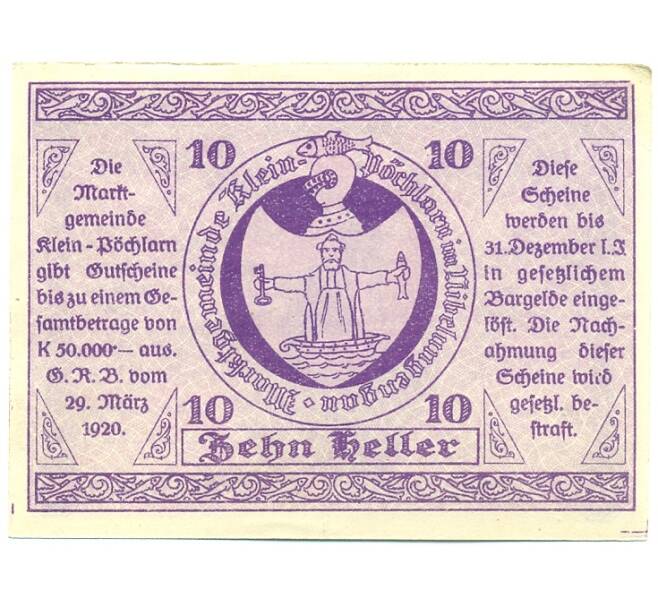 10
10
Die
Markt-
gemeinde
Klein-Pöchlarn
gibt Gutscheine
bis zu einem Ge-
samtbetrage von
K 50.000·— aus.
G. R. B. vom
29. März
1920.
Marktgemeinde Klein-Pöchlarn im Nibelungengau ·
Diese
Scheine
werden bis
31. Dezember l. J.
in gesetzlichem
Bargelde einge-
löst. Die Nach-
ahmung dieser
Scheine wird
gesetzl. be-
straft.
10
10
Zehn Heller